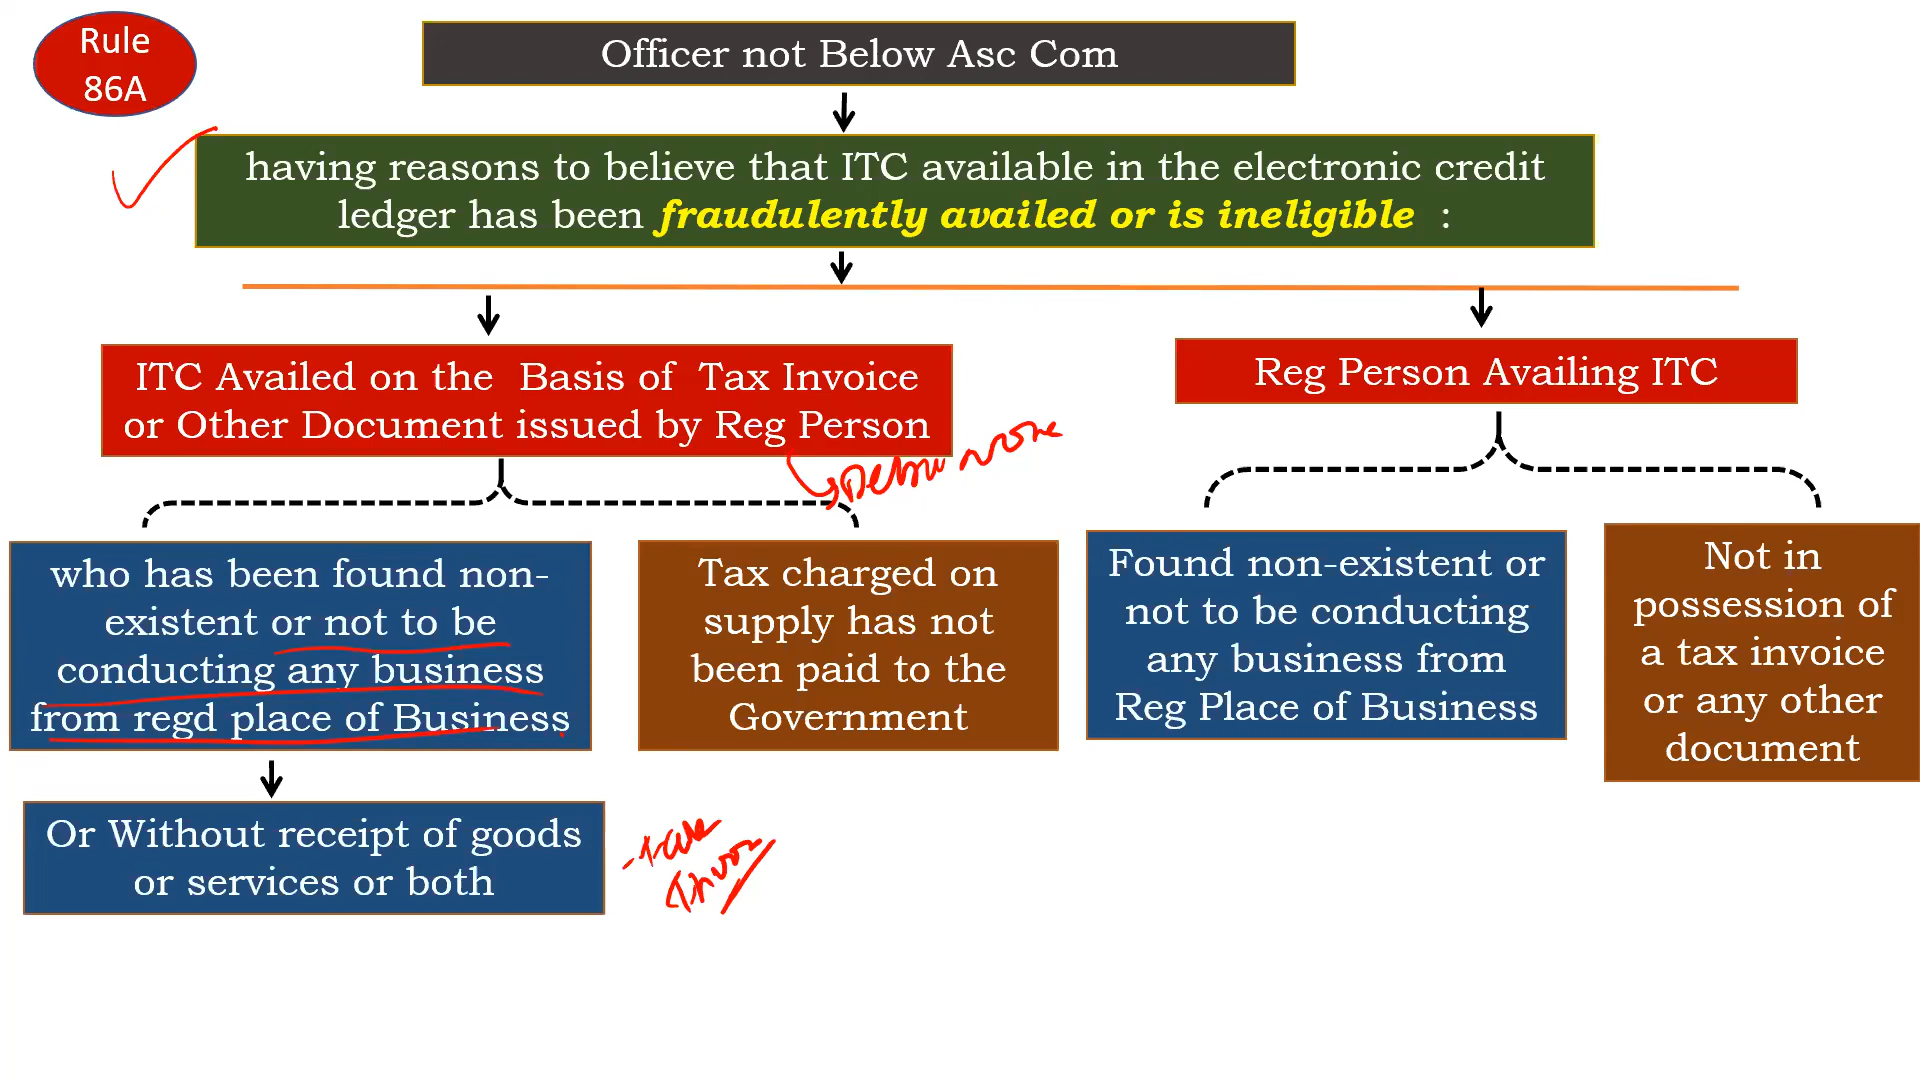 Rule
86A
Officer not Below Asc Com
having reasons to believe that ITC available in the electronic credit
ledger has been fraudulently availed or is ineligible :
ITC Availed on the Basis of Tax Invoice
or Other Document issued by Reg Person
Reg Person Availing ITC
who has been found non-
existent or not to be
conducting any business
from regd place of Business
Tax charged on
supply has not
been paid to the
Government
Found non-existent or
not to be conducting
any business from
Reg Place of Business
Not in
possession of
a tax invoice
or any other
document
Or Without receipt of goods
or services or both